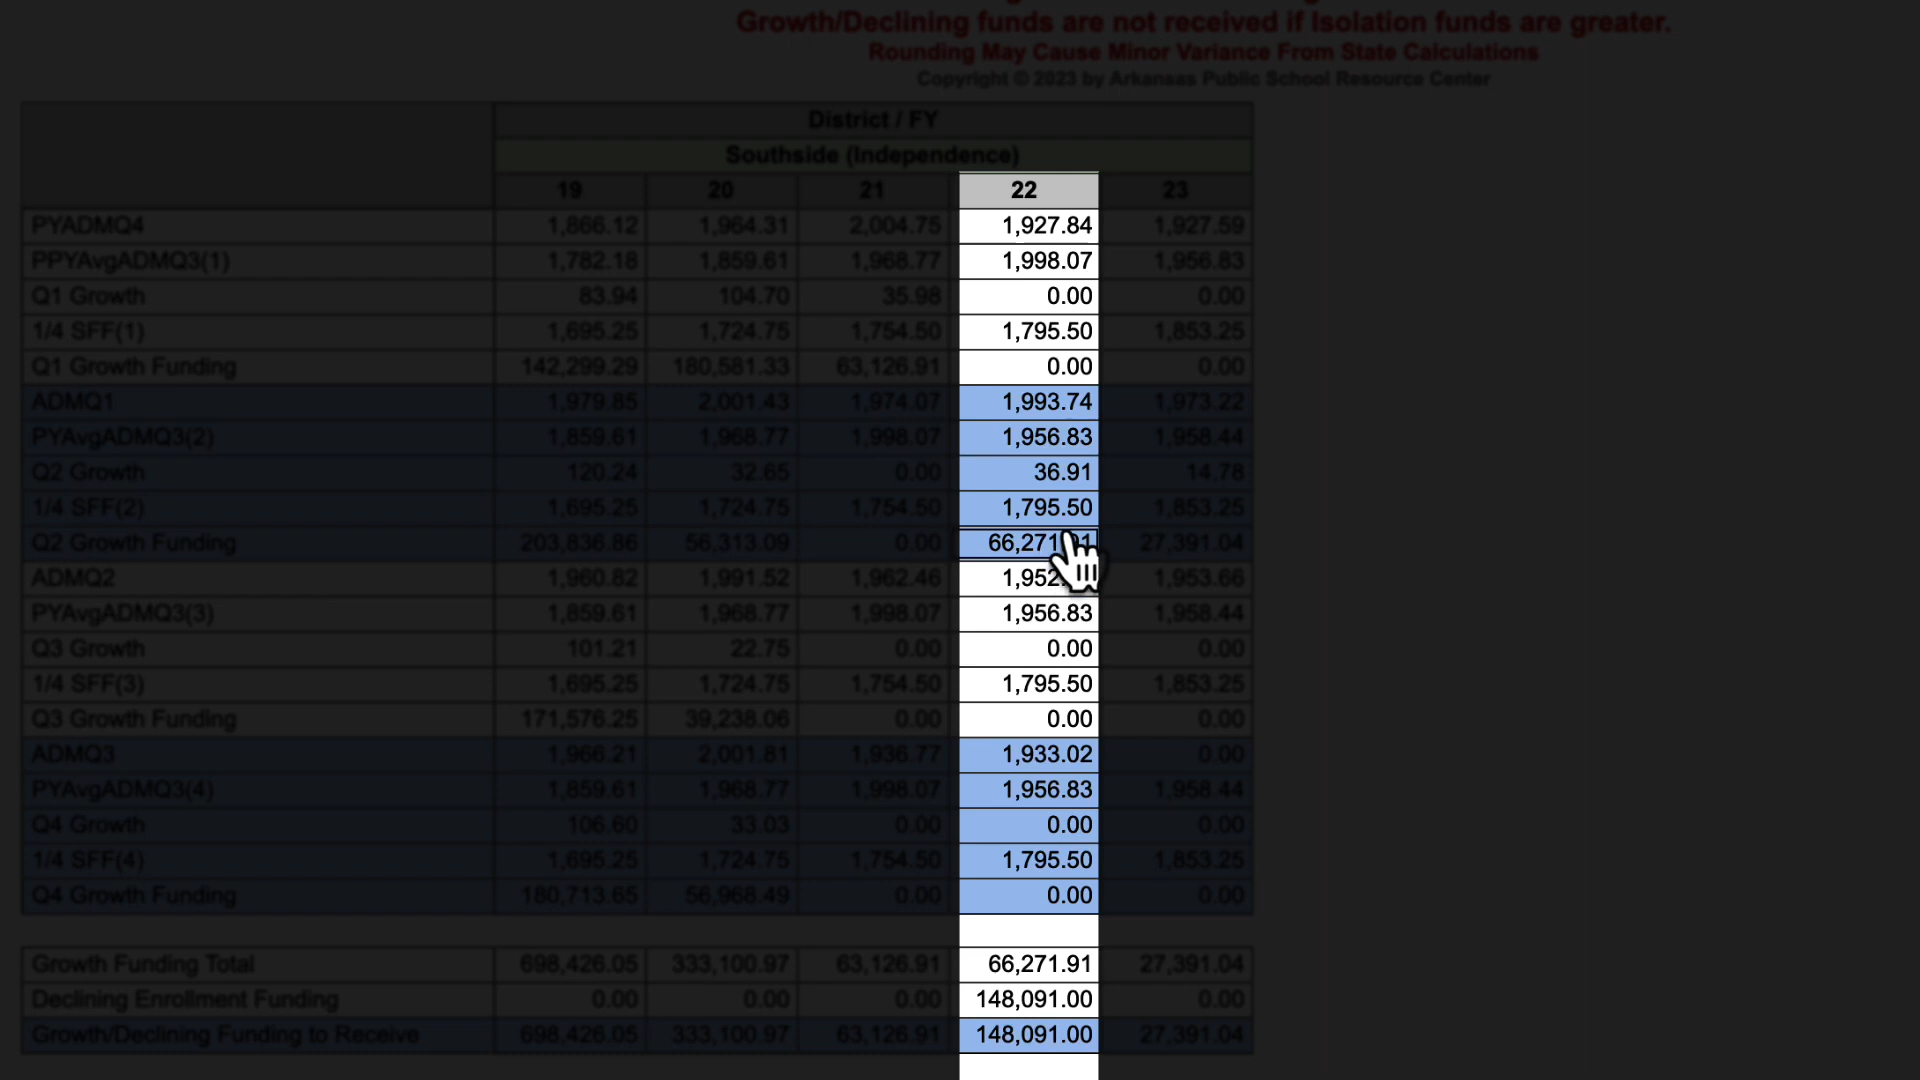 Growth/Declining funds are not received if Isolation funds are greater.
Rounding May Cause Minor Variance From State Calculations
Copyright © 2023 by Arkansas Public School Resource Center
District / FY
Southside (Independence)
19 20 21 22 23
PYADMQ4 1,866.12 1,964.31 2,004.75 1,927.84 1,927.59
PPYAvgADMQ3(1) 1,782.18 1,859.61 1,968.77 1,998.07 1,956.83
Q1 Growth 83.94 104.70 35.98 0.00 0.00
1/4 SFF(1) 1,695.25 1,724.75 1,754.50 1,795.50 1,853.25
Q1 Growth Funding 142,299.29 180,581.33 63,126.91 0.00 0.00
ADMQ1 1,979.85 2,001.43 1,974.07 1,993.74 1,973.22
PYAvgADMQ3(2) 1,859.61 1,968.77 1,998.07 1,956.83 1,958.44
Q2 Growth 120.24 32.65 0.00 36.91 14.78
1/4 SFF(2) 1,695.25 1,724.75 1,754.50 1,795.50 1,853.25
Q2 Growth Funding 203,836.86 56,313.09 0.00 66,271.91 27,391.04
ADMQ2 1,960.82 1,991.52 1,962.46 1,953.66
PYAvgADMQ3(3) 1,859.61 1,968.77 1,998.07 1,956.83 1,958.44
Q3 Growth 101.21 22.75 0.00 0.00 0.00
1/4 SFF(3) 1,695.25 1,724.75 1,754.50 1,795.50 1,853.25
Q3 Growth Funding 171,576.25 39,238.06 0.00 0.00 0.00
ADMQ3 1,966.21 2,001.81 1,936.77 1,933.02 0.00
PYAvgADMQ3(4) 1,859.61 1,968.77 1,998.07 1,956.83 1,958.44
Q4 Growth 106.60 33.03 0.00 0.00 0.00
1/4 SFF(4) 1,695.25 1,724.75 1,754.50 1,795.50 1,853.25
Q4 Growth Funding 180,713.65 56,968.49 0.00 0.00 0.00
Growth Funding Total 698,426.05 333,100.97 63,126.91 66,271.91 27,391.04
Declining Enrollment Funding 0.00 0.00 0.00 148,091.00 0.00
Growth/Declining Funding to Receive 698,426.05 333,100.97 63,126.91 148,091.00 27,391.04